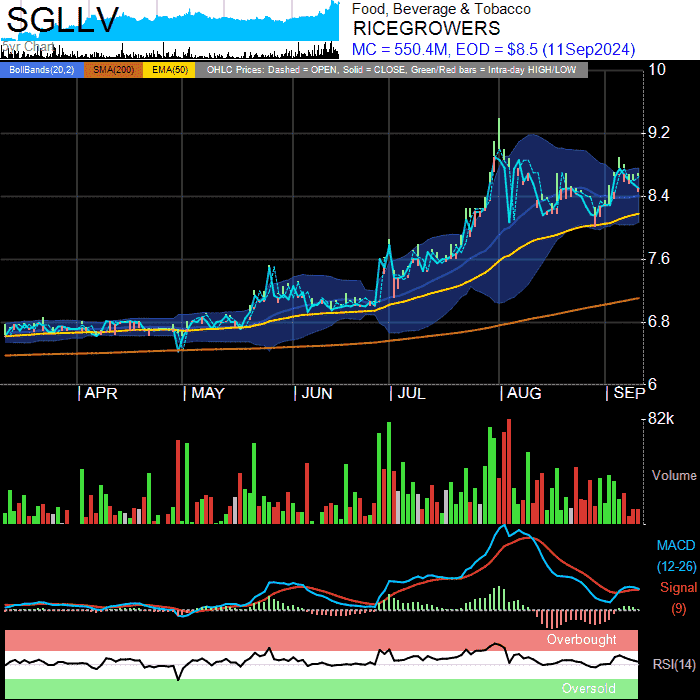 SGLLV
Food, Beverage & Tobacco
RICEGROWERS
MC = 550.4M, EOD = $8.5 (11Sep2024)
BollBands(20,2) SMA(200) EMA(50) OHLC Prices: Dashed = OPEN, Solid = CLOSE, Green/Red bars = Intra-day HIGH/LOW
10
9.2
8.4
7.6
6.8
6
APR MAY JUN JUL AUG SEP
82k
Volume
MACD
(12-26)
Signal
(9)
Overbought
RSI(14)
Oversold